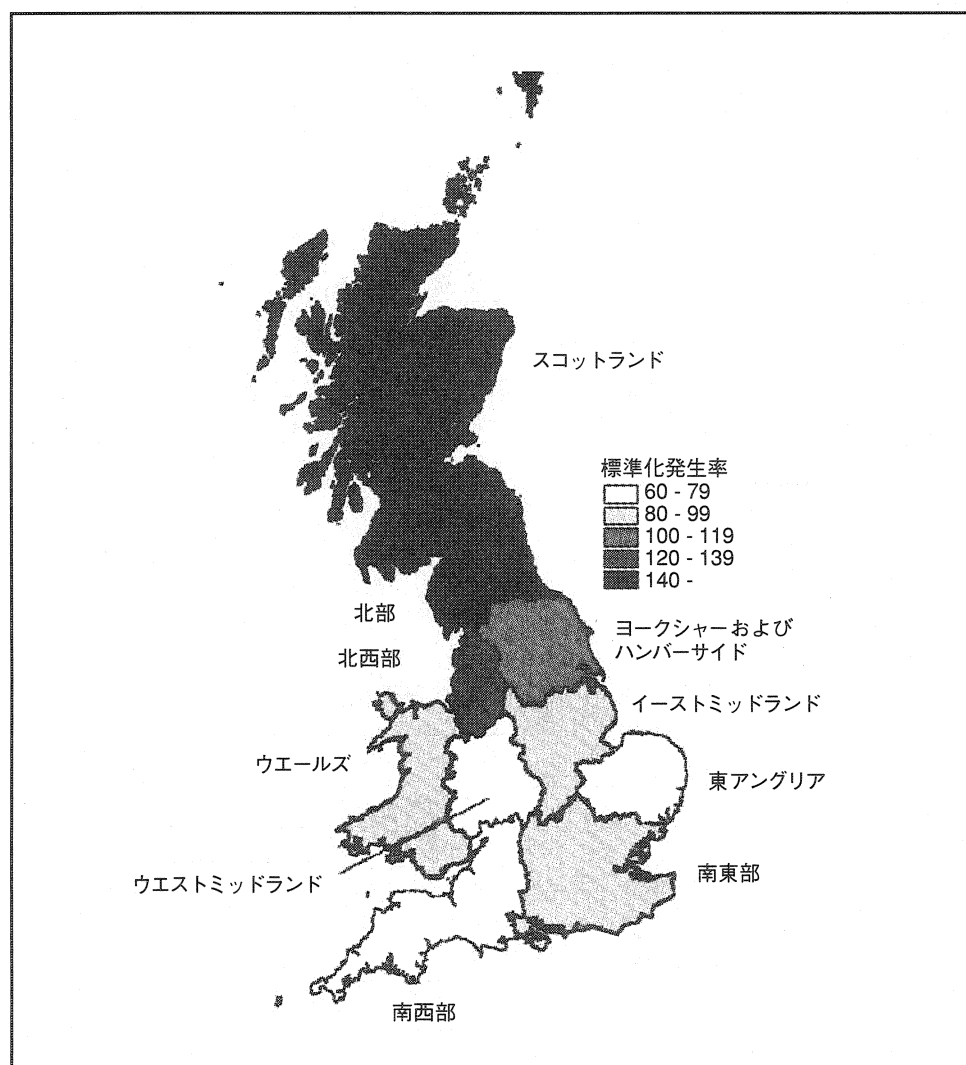 スコットランド
標準化発生率
60 - 79
80 - 99
100 - 119
120 - 139
140 -
北部
ヨークシャーおよび
ハンバーサイド
北西部
イーストミッドランド
ウエールズ
東アングリア
南東部
ウエストミッドランド
南西部